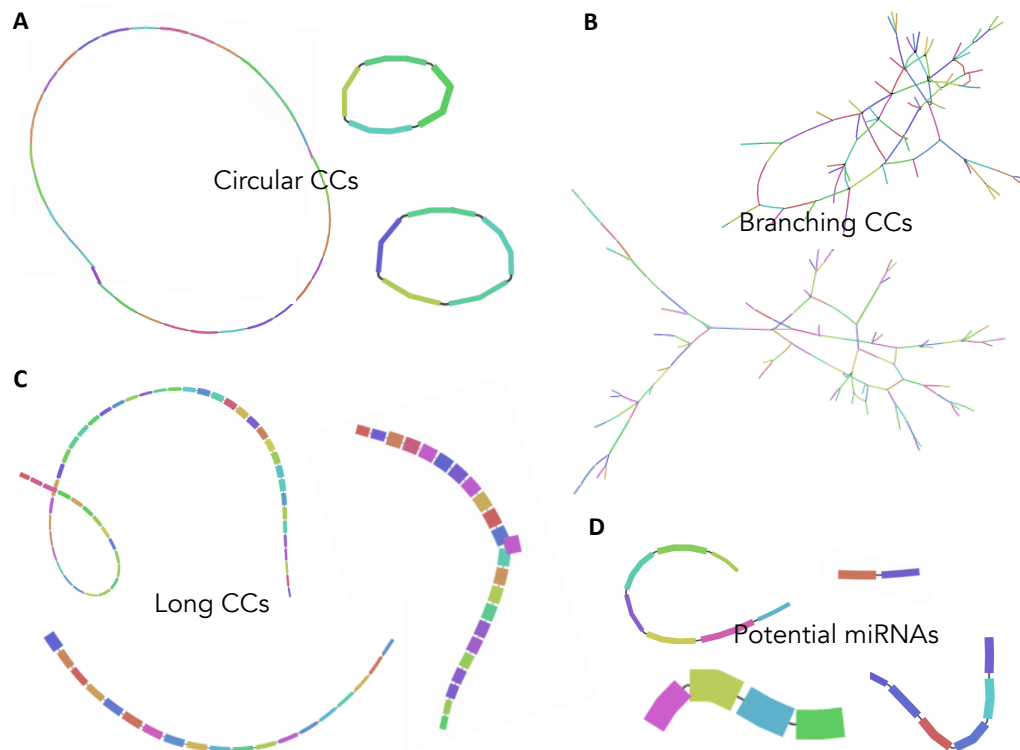 A
B
Circular CCs
Branching CCs
C
Long CCs
D
Potential miRNAs